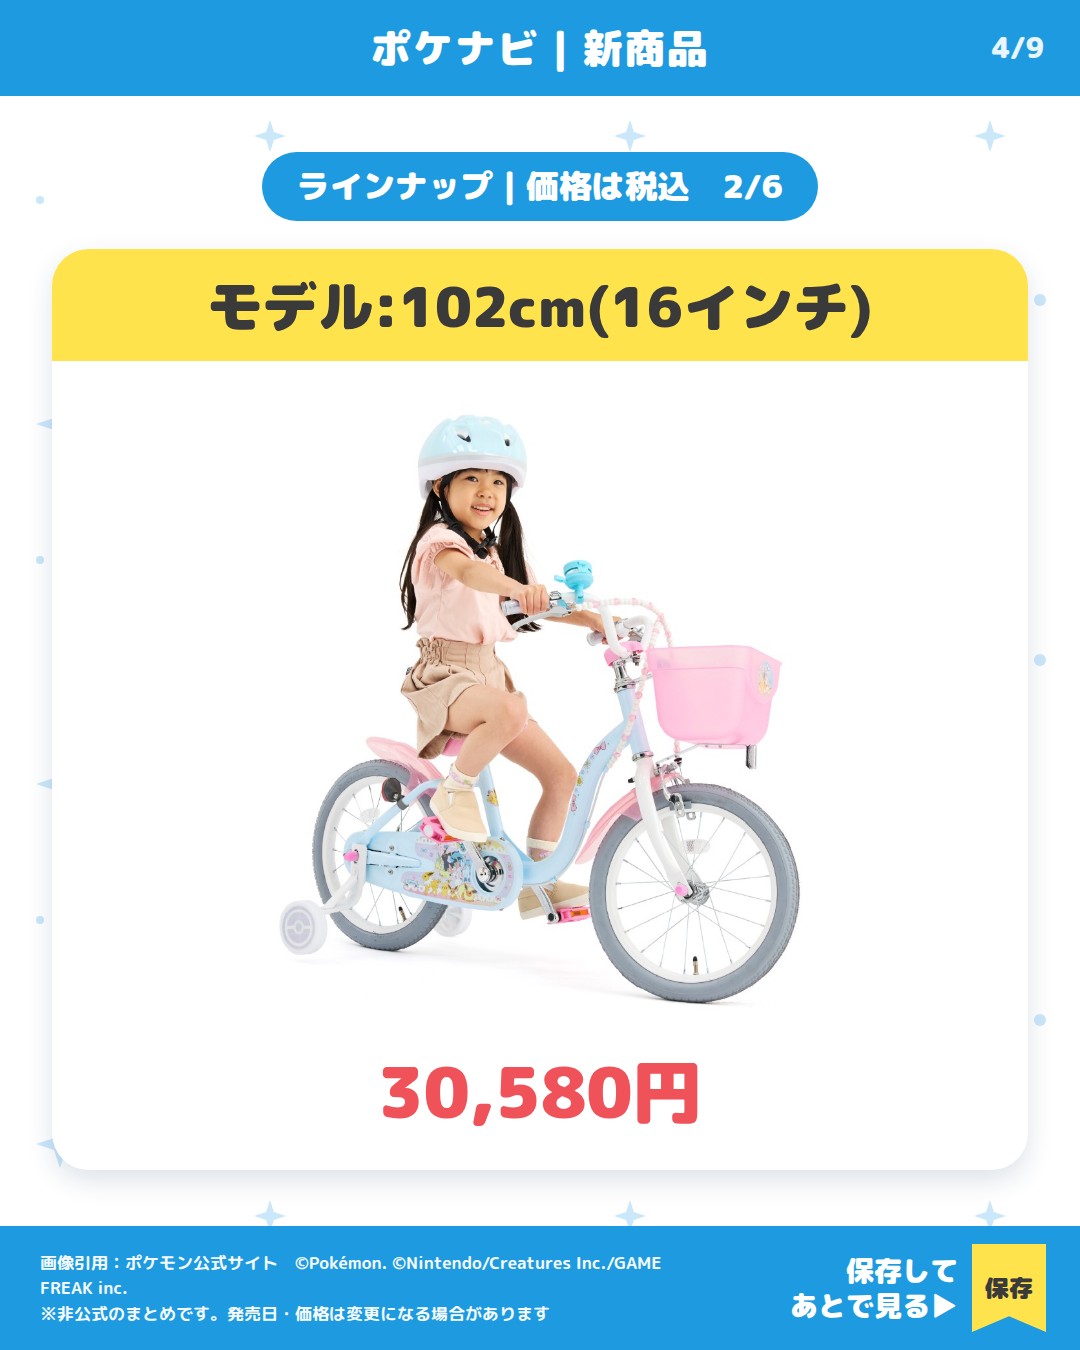 ポケナビ | 新商品
4/9
ラインナップ | 価格は税込　2/6
モデル:102cm(16インチ)
30,580円
画像引用：ポケモン公式サイト　©Pokémon. ©Nintendo/Creatures Inc./GAME
FREAK inc.
※非公式のまとめです。発売日・価格は変更になる場合があります
保存して
あとで見る▶
保存